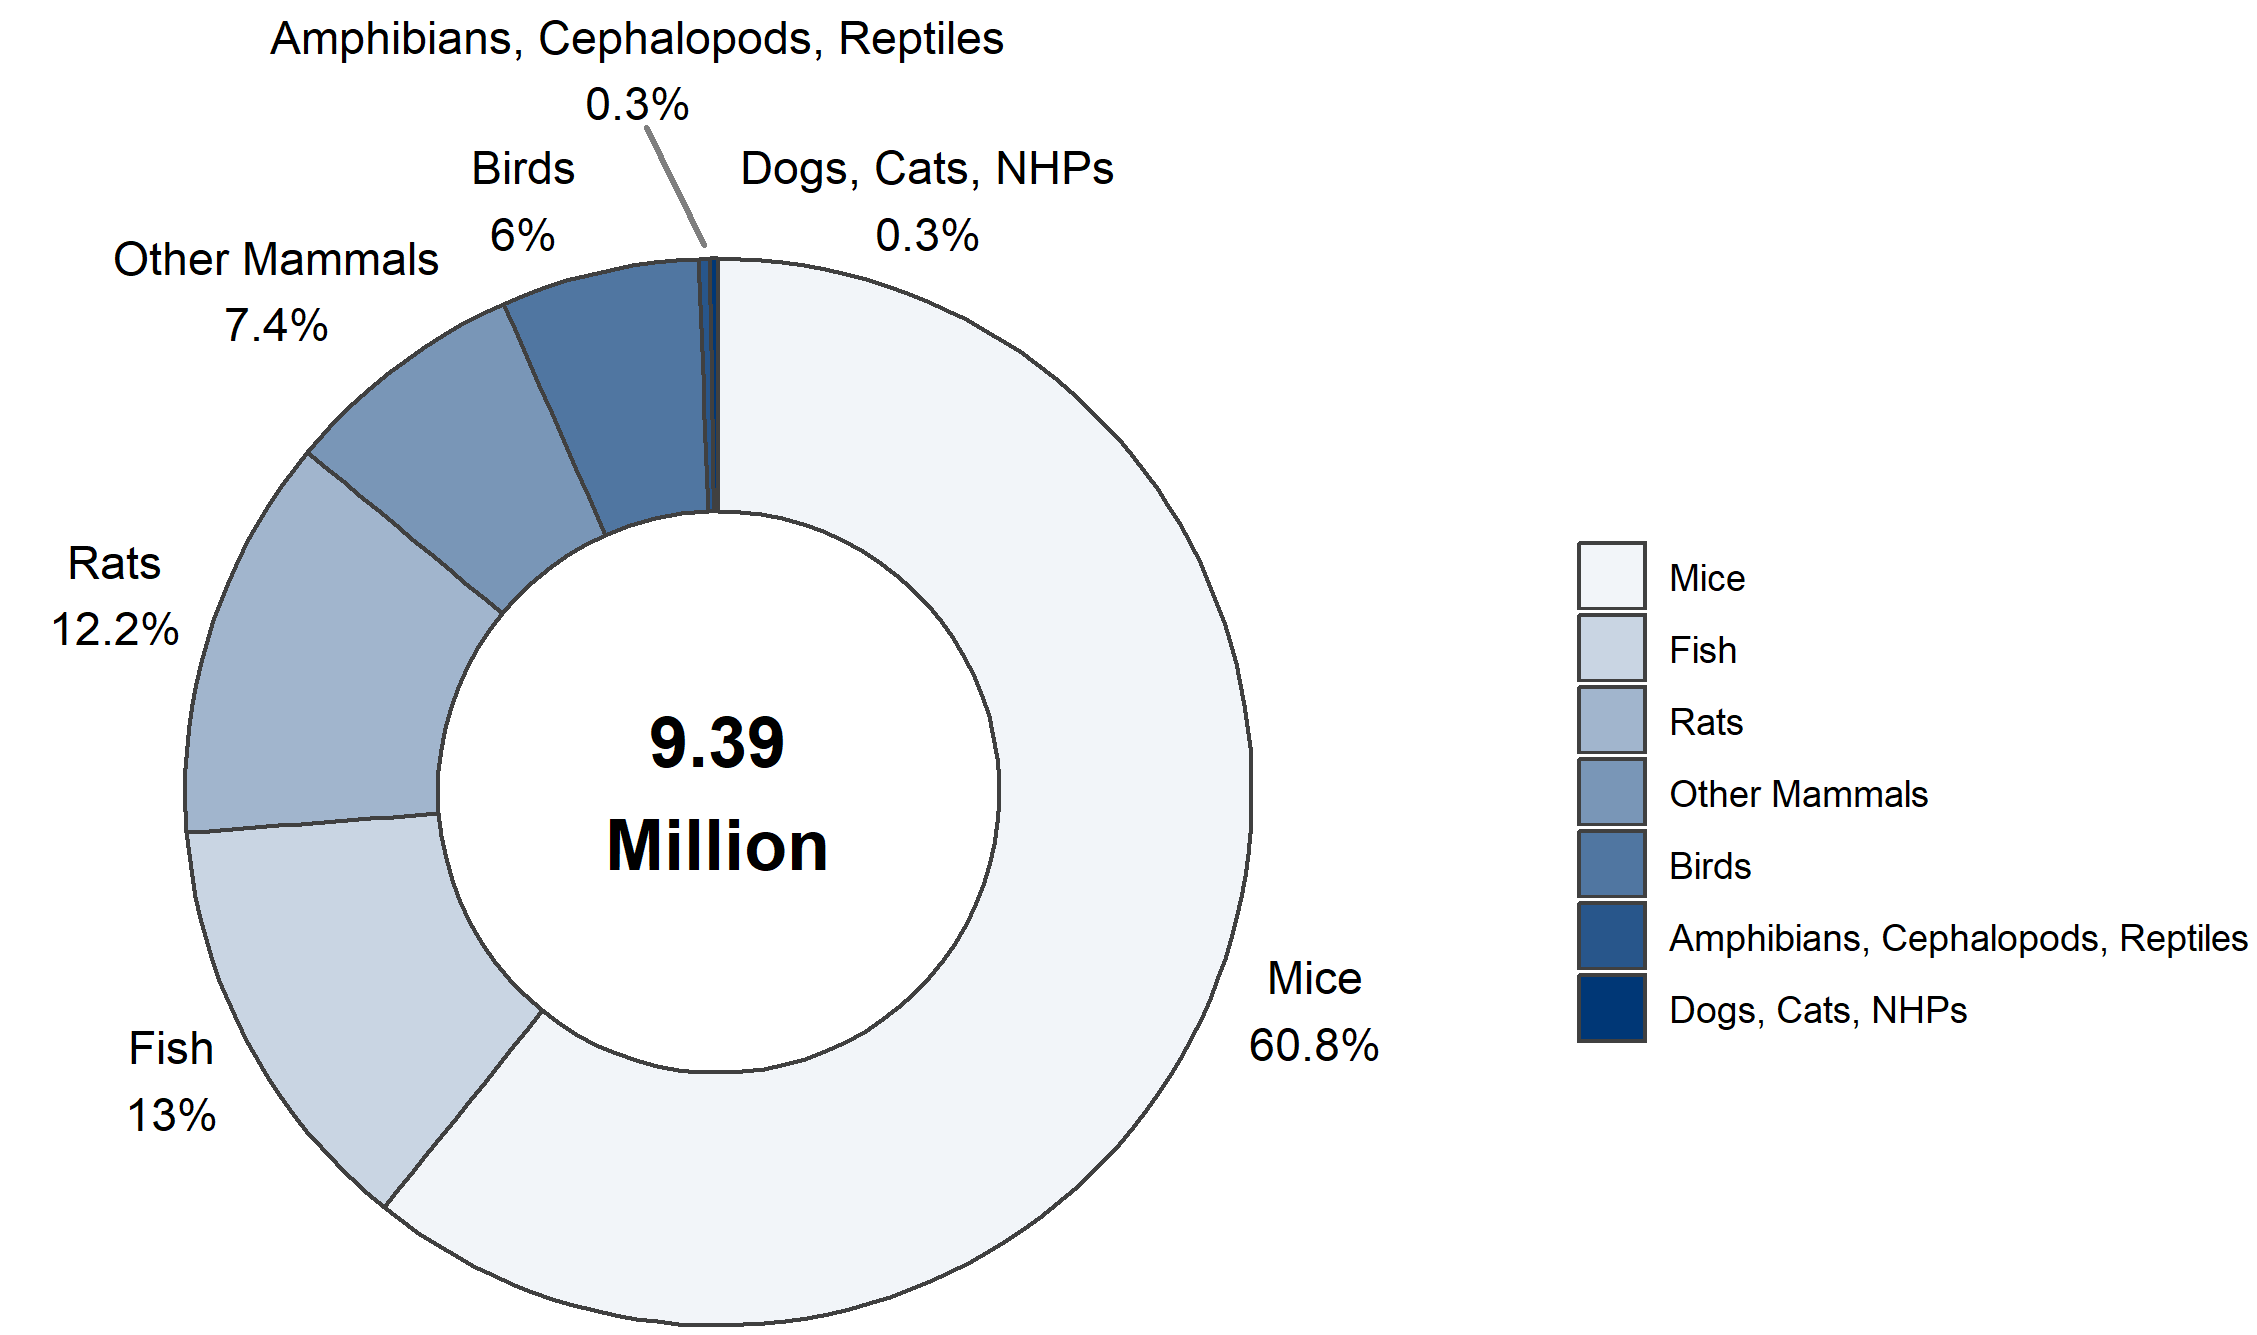 Amphibians, Cephalopods, Reptiles
0.3%
Birds
6%
Dogs, Cats, NHPs
0.3%
Other Mammals
7.4%
Rats
12.2%
9.39
Million
Fish
13%
Mice
60.8%
Mice
Fish
Rats
Other Mammals
Birds
Amphibians, Cephalopods, Reptiles
Dogs, Cats, NHPs